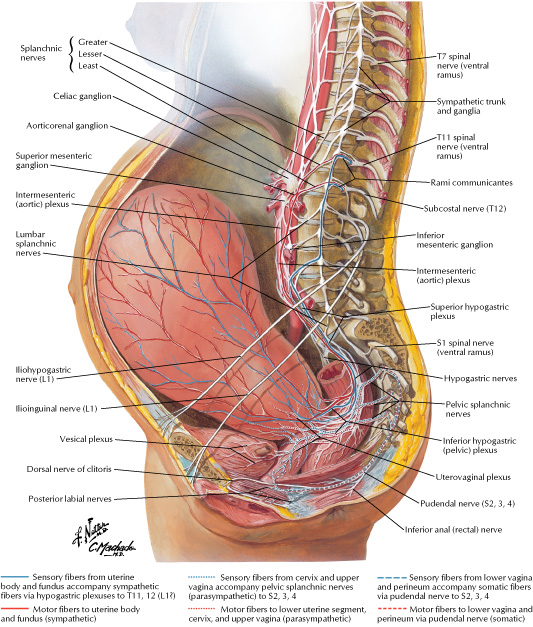 Splanchnic
nerves
Greater
Lesser
Least
Celiac ganglion
Aorticorenal ganglion
Superior mesenteric
ganglion
Intermesenteric
(aortic) plexus
Lumbar
splanchnic
nerves
Iliohypogastric
nerve (L1)
Ilioinguinal nerve (L1)
Vesical plexus
Dorsal nerve of clitoris
Posterior labial nerves
T7 spinal
nerve (ventral
ramus)
Sympathetic trunk
and ganglia
T11 spinal
nerve (ventral
ramus)
Rami communicantes
Subcostal nerve (T12)
Inferior
mesenteric ganglion
Intermesenteric
(aortic) plexus
Superior hypogastric
plexus
S1 spinal nerve
(ventral ramus)
Hypogastric nerves
Pelvic splanchnic
nerves
Inferior hypogastric
(pelvic) plexus
Uterovaginal plexus
Pudendal nerve (S2, 3, 4)
Inferior anal (rectal) nerve
F. Netter
M.D.
C. Machado
M.D.
Sensory fibers from uterine
body and fundus accompany sympathetic
fibers via hypogastric plexuses to T11, 12 (L1?)
Motor fibers to uterine body
and fundus (sympathetic)
Sensory fibers from cervix and upper
vagina accompany pelvic splanchnic nerves
(parasympathetic) to S2, 3, 4
Motor fibers to lower uterine segment,
cervix, and upper vagina (parasympathetic)
Sensory fibers from lower vagina
and perineum accompany somatic fibers
via pudendal nerve to S2, 3, 4
Motor fibers to lower vagina and
perineum via pudendal nerve (somatic)